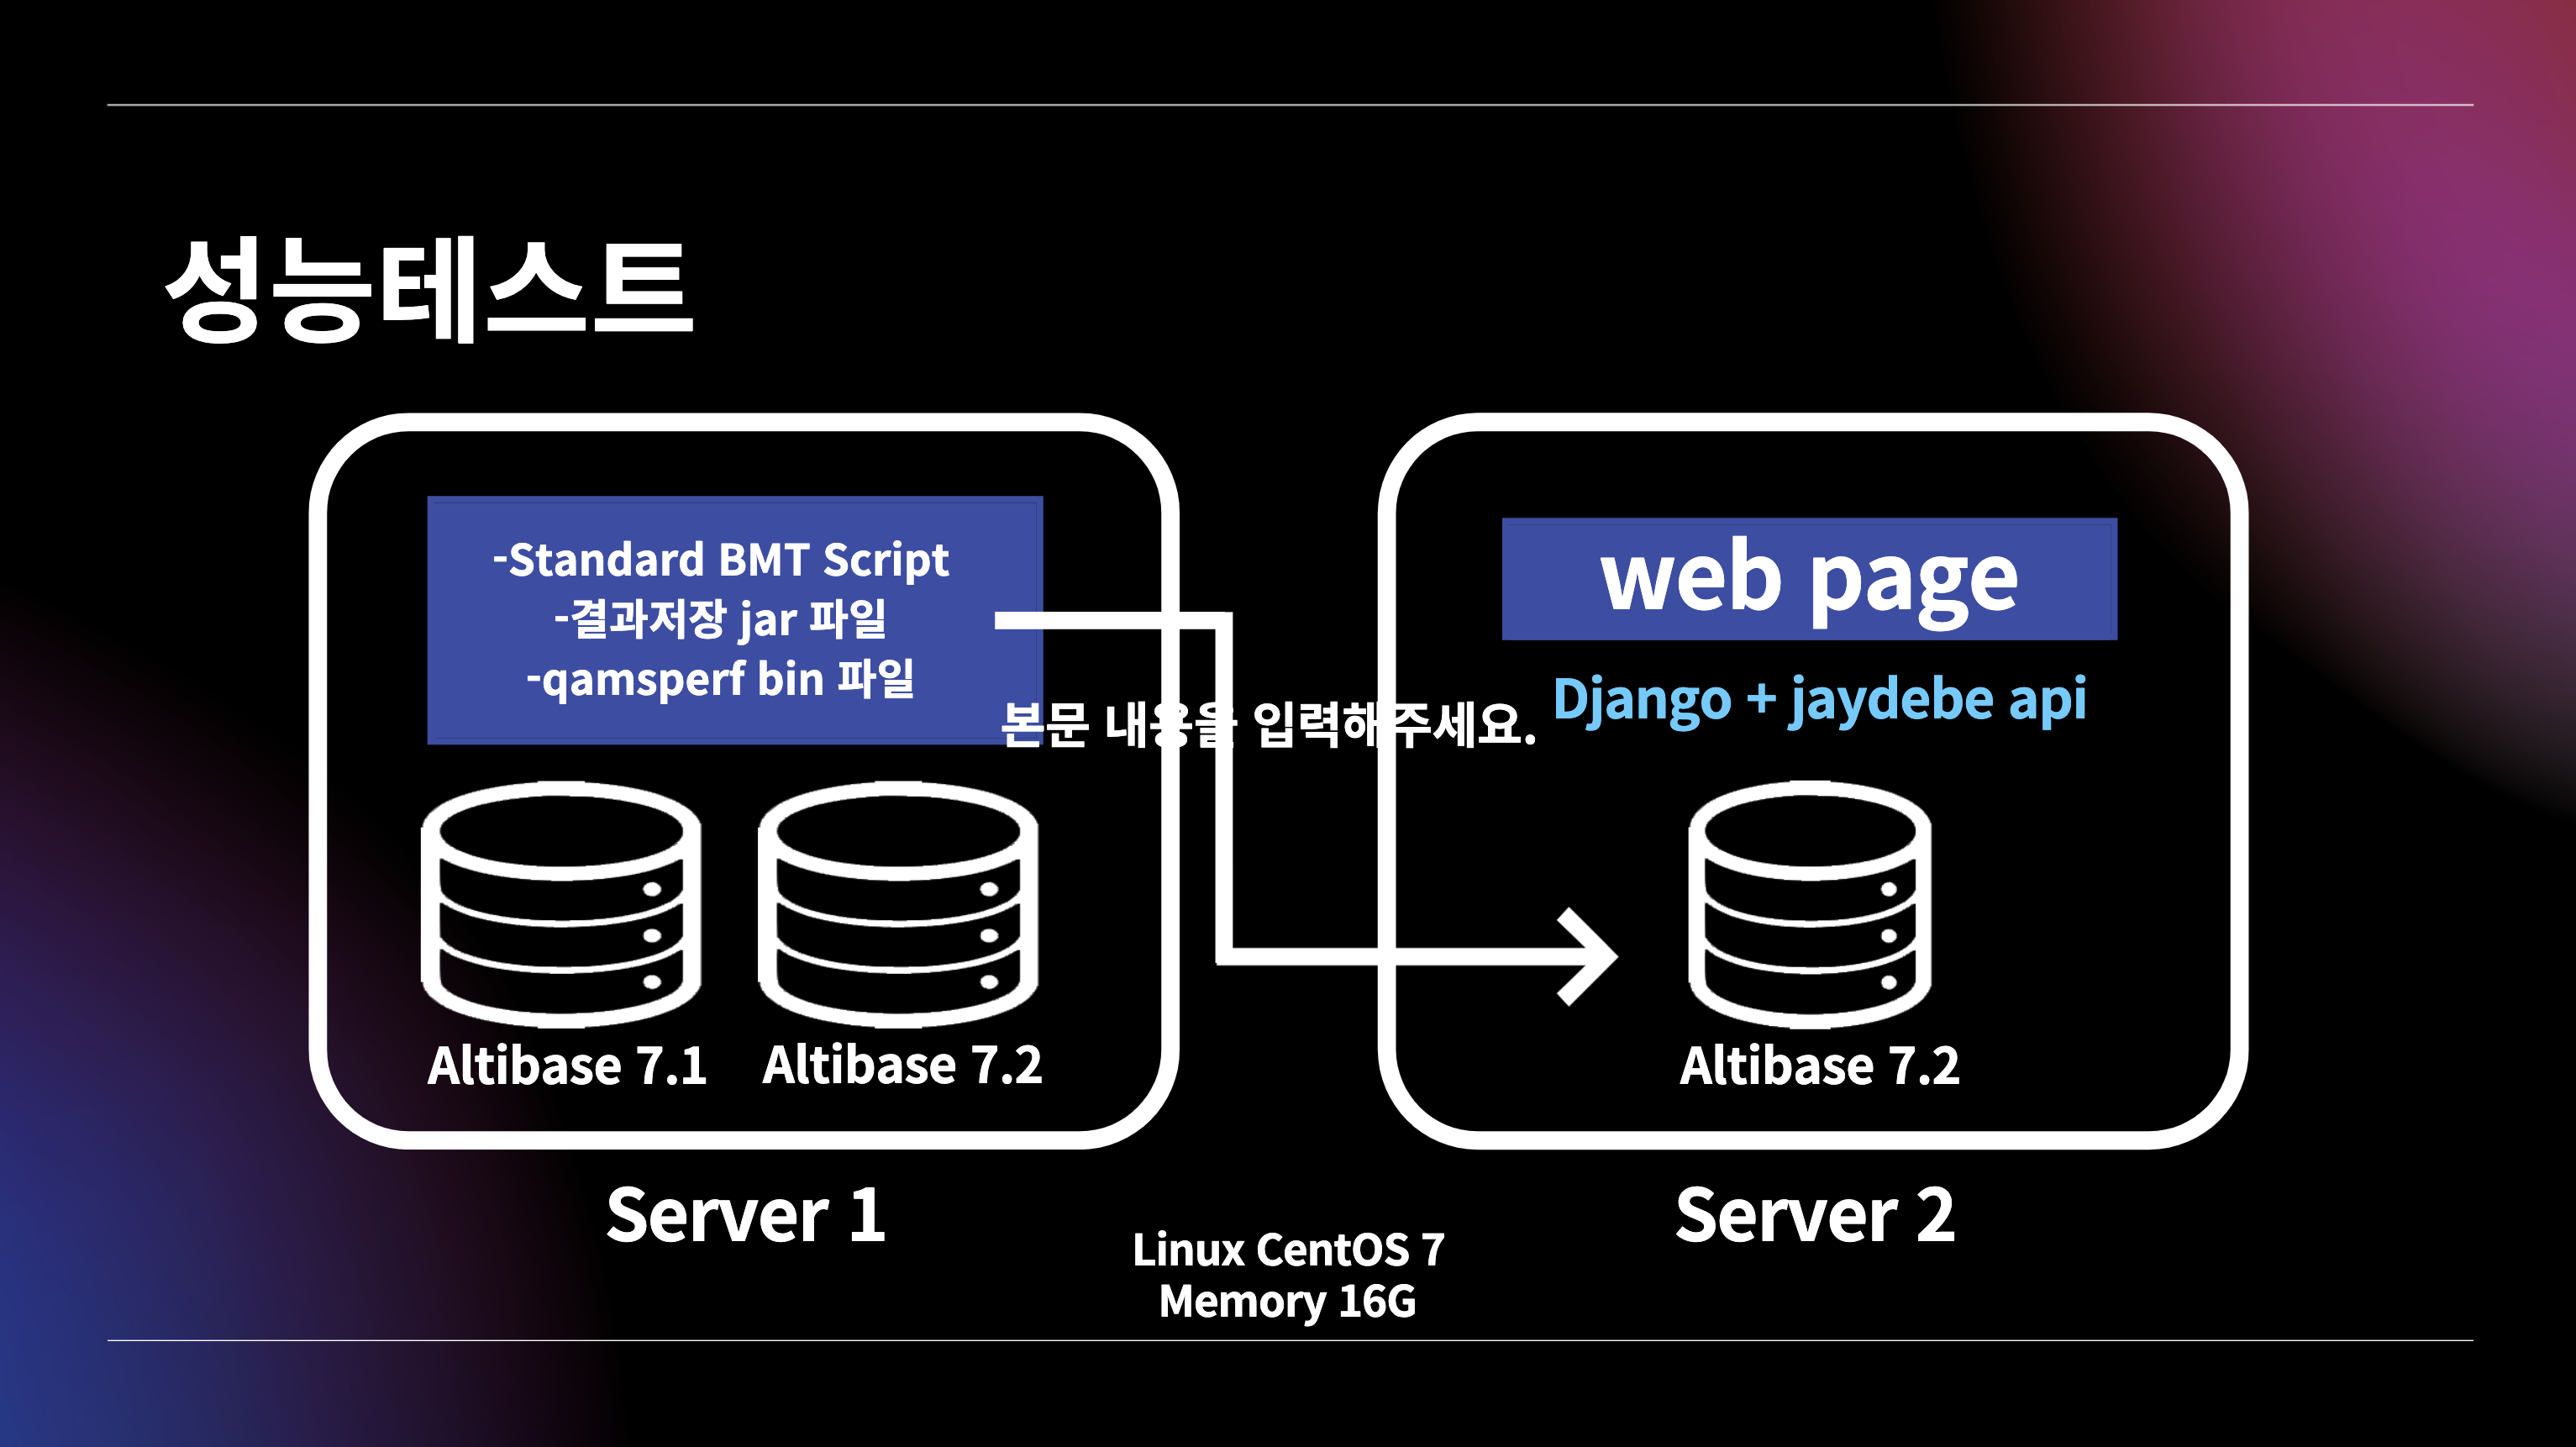 성능테스트
-Standard BMT Script
-결과저장 jar 파일
-qamsperf bin 파일
web page
Django + jaydebe api
본문 내용을 입력해주세요.
Altibase 7.1
Altibase 7.2
Altibase 7.2
Server 1
Server 2
Linux CentOS 7
Memory 16G